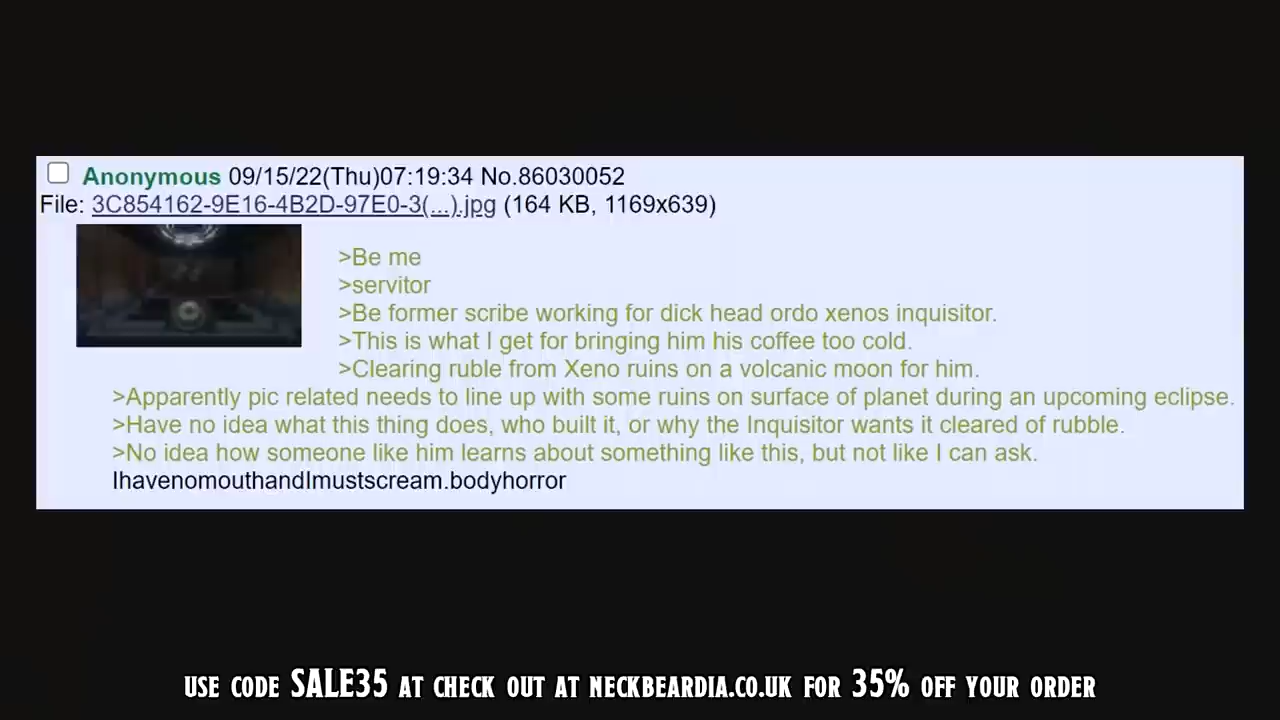 Anonymous 09/15/22(Thu)07:19:34 No.86030052
File: 3C854162-9E16-4B2D-97E0-3(...).jpg (164 KB, 1169x639)
>Be me
>servitor
>Be former scribe working for dick head ordo xenos inquisitor.
>This is what I get for bringing him his coffee too cold.
>Clearing ruble from Xeno ruins on a volcanic moon for him.
>Apparently pic related needs to line up with some ruins on surface of planet during an upcoming eclipse.
>Have no idea what this thing does, who built it, or why the Inquisitor wants it cleared of rubble.
>No idea how someone like him learns about something like this, but not like I can ask.
IhavenomouthandImustscream.bodyhorror
USE CODE SALE35 AT CHECK OUT AT NECKBEARDIA.CO.UK FOR 35% OFF YOUR ORDER